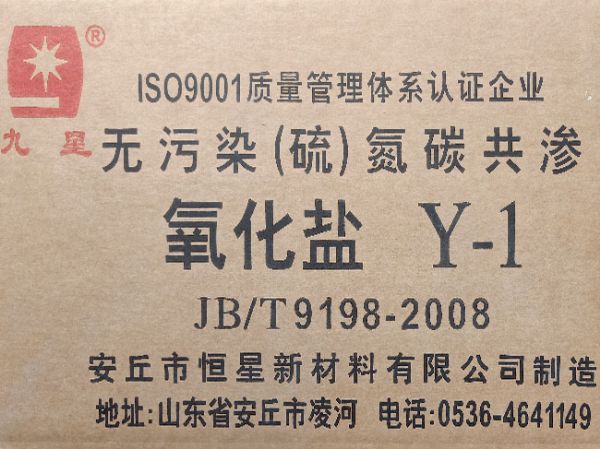 ®
ISO9001质量管理体系认证企业
九星
无污染(硫)氮碳共渗
氧化盐 Y-1
JB/T9198-2008
安丘市恒星新材料有限公司制造
地址:山东省安丘市凌河 电话:0536-4641149